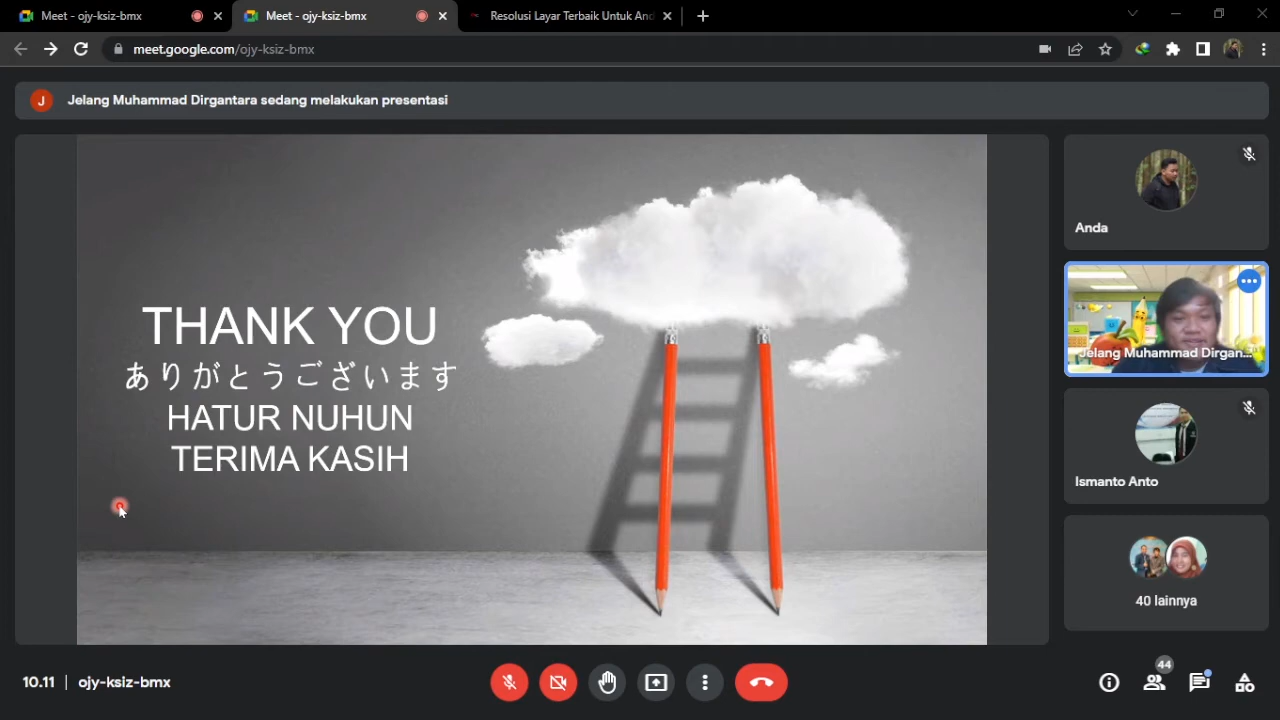 Meet - ojy-ksiz-bmx
Meet - ojy-ksiz-bmx
Resolusi Layar Terbaik Untuk And
meet.google.com/ojy-ksiz-bmx
J
Jelang Muhammad Dirgantara sedang melakukan presentasi
THANK YOU
ありがとうございます
HATUR NUHUN
TERIMA KASIH
Anda
Jelang Muhammad Dirgan...
Ismanto Anto
40 lainnya
10.11 | ojy-ksiz-bmx
44